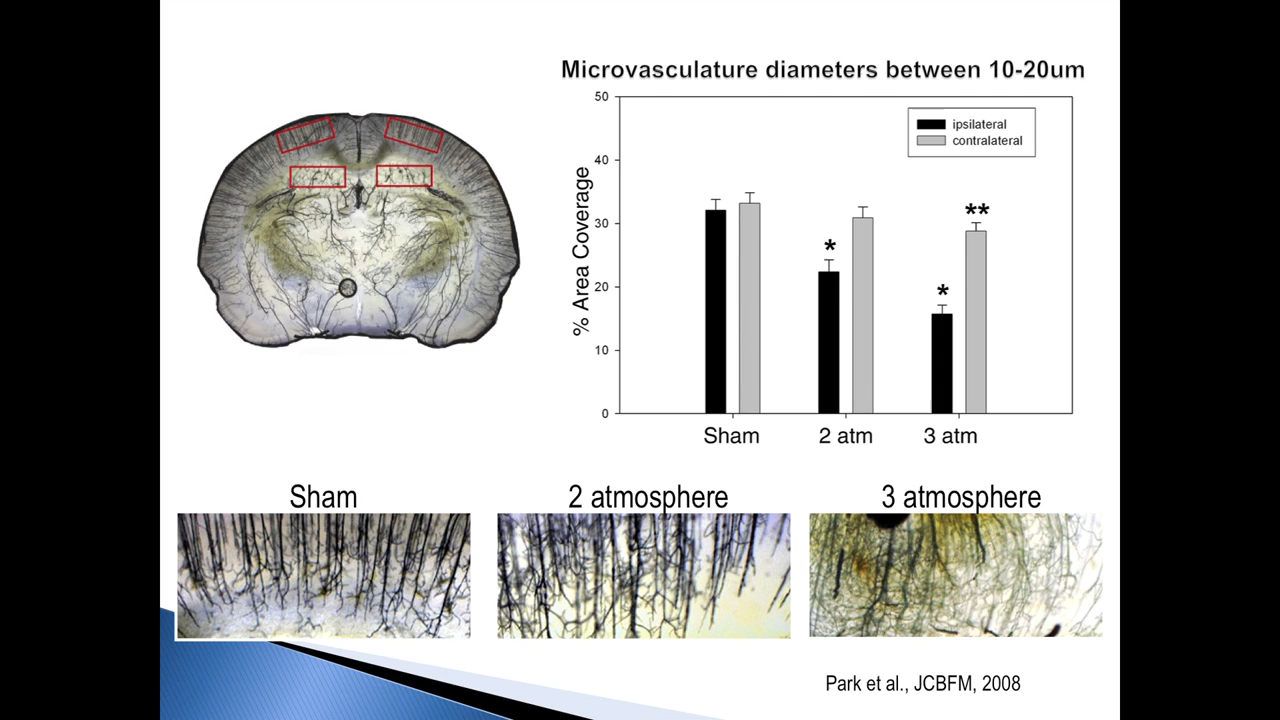 Microvasculature diameters between 10-20um
50
40
30
20
10
0
% Area Coverage
ipsilateral
contralateral
*
*
**
Sham
2 atm
3 atm
Sham
2 atmosphere
3 atmosphere
Park et al., JCBFM, 2008